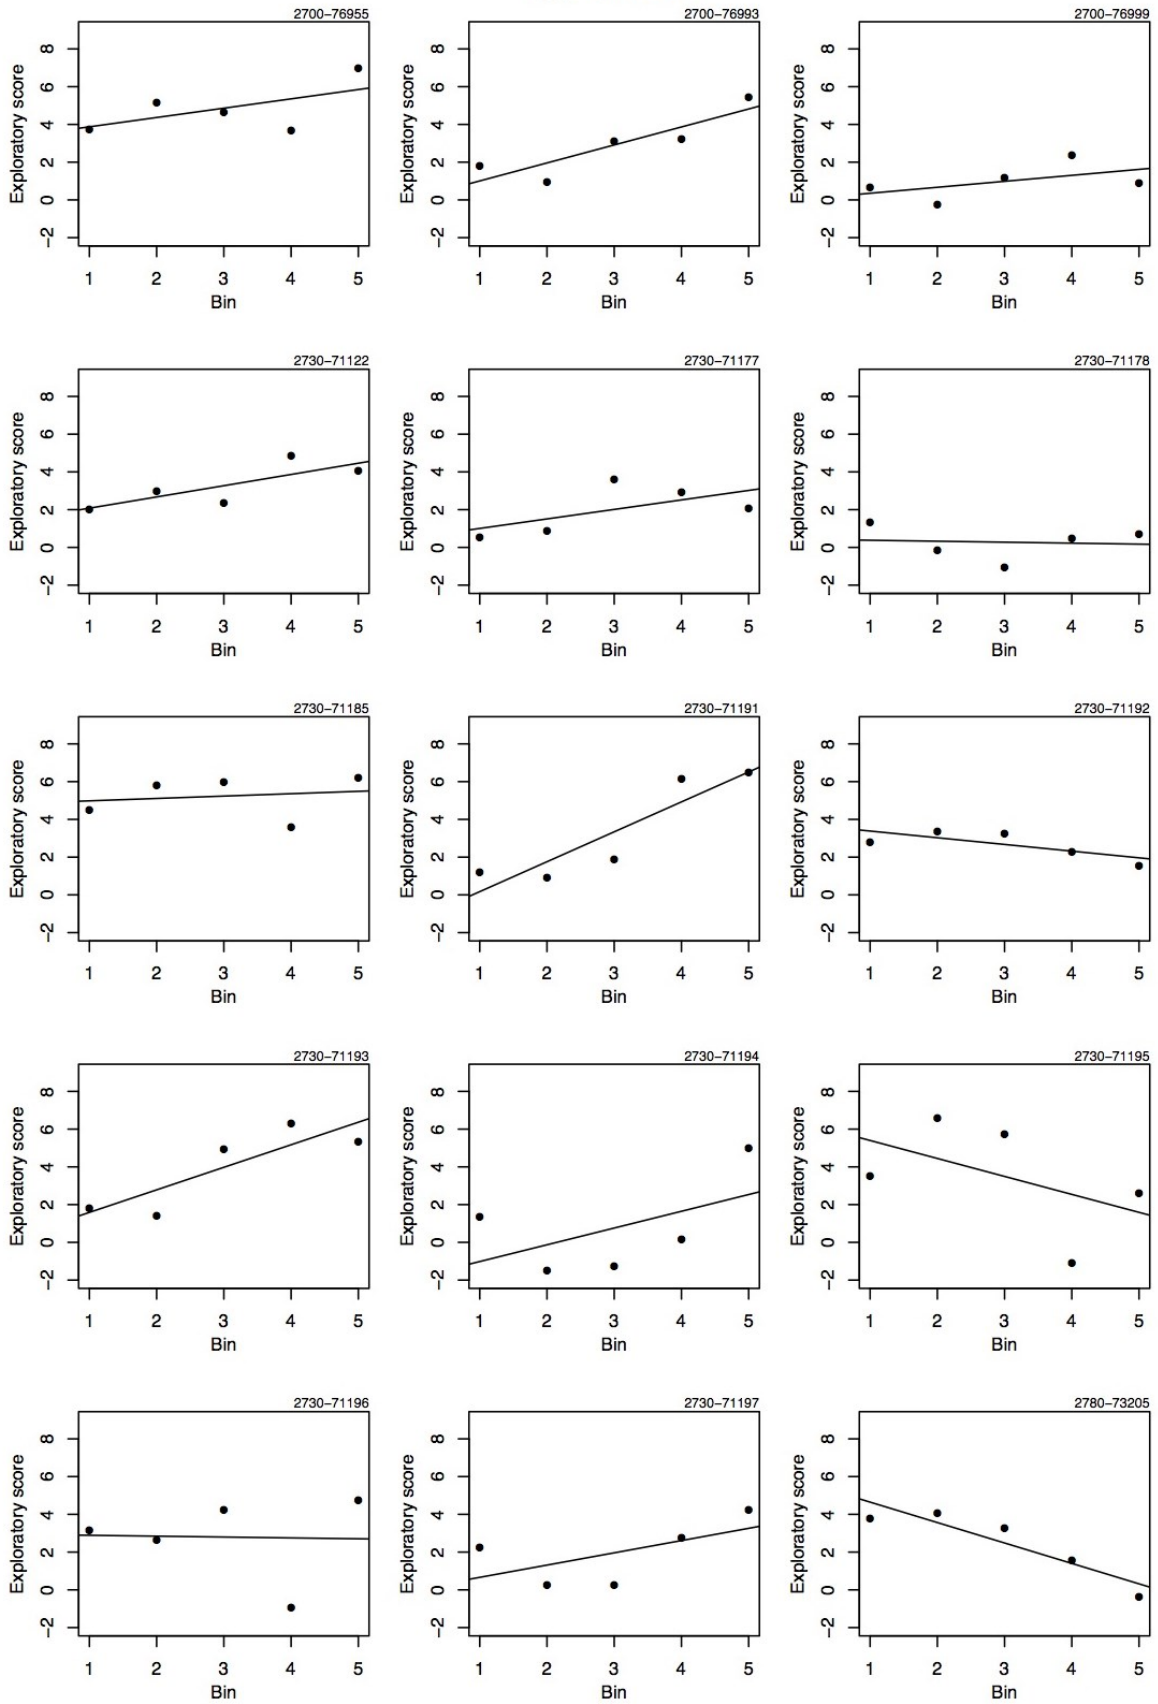 2700−76955
2700−76993
2700−76999
Exploratory score
−2 0 2 4 6 8
1 2 3 4 5
Bin
Exploratory score
−2 0 2 4 6 8
1 2 3 4 5
Bin
Exploratory score
−2 0 2 4 6 8
1 2 3 4 5
Bin
2730−71122
2730−71177
2730−71178
Exploratory score
−2 0 2 4 6 8
1 2 3 4 5
Bin
Exploratory score
−2 0 2 4 6 8
1 2 3 4 5
Bin
Exploratory score
−2 0 2 4 6 8
1 2 3 4 5
Bin
2730−71185
2730−71191
2730−71192
Exploratory score
−2 0 2 4 6 8
1 2 3 4 5
Bin
Exploratory score
−2 0 2 4 6 8
1 2 3 4 5
Bin
Exploratory score
−2 0 2 4 6 8
1 2 3 4 5
Bin
2730−71193
2730−71194
2730−71195
Exploratory score
−2 0 2 4 6 8
1 2 3 4 5
Bin
Exploratory score
−2 0 2 4 6 8
1 2 3 4 5
Bin
Exploratory score
−2 0 2 4 6 8
1 2 3 4 5
Bin
2730−71196
2730−71197
2780−73205
Exploratory score
−2 0 2 4 6 8
1 2 3 4 5
Bin
Exploratory score
−2 0 2 4 6 8
1 2 3 4 5
Bin
Exploratory score
−2 0 2 4 6 8
1 2 3 4 5
Bin